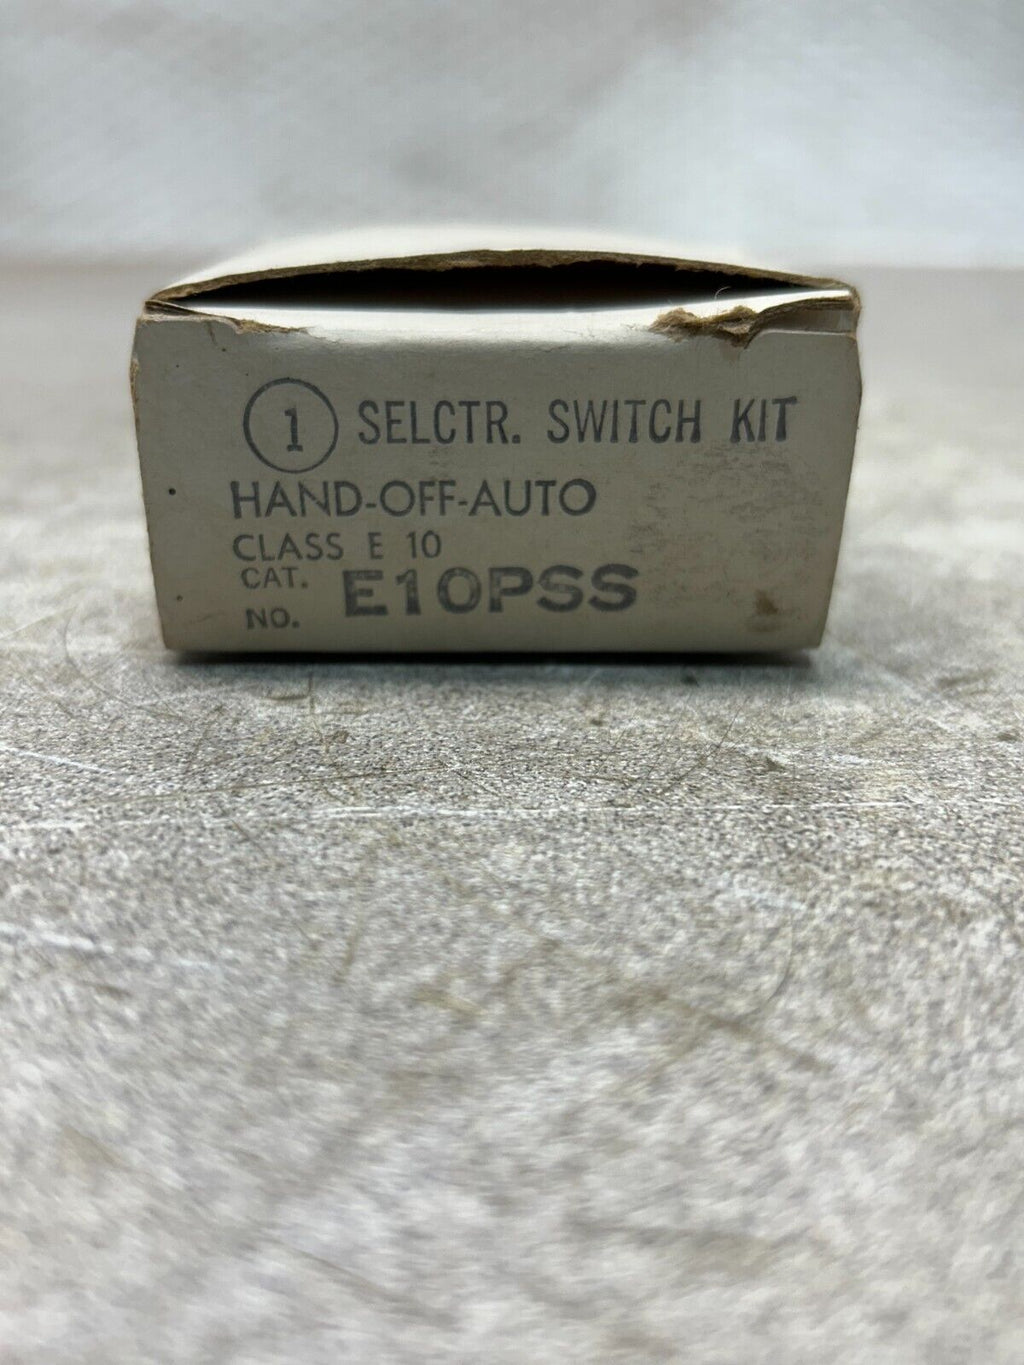 1 SELCTR. SWITCH KIT
HAND-OFF-AUTO
CLASS E 10
CAT. NO. E10PSS